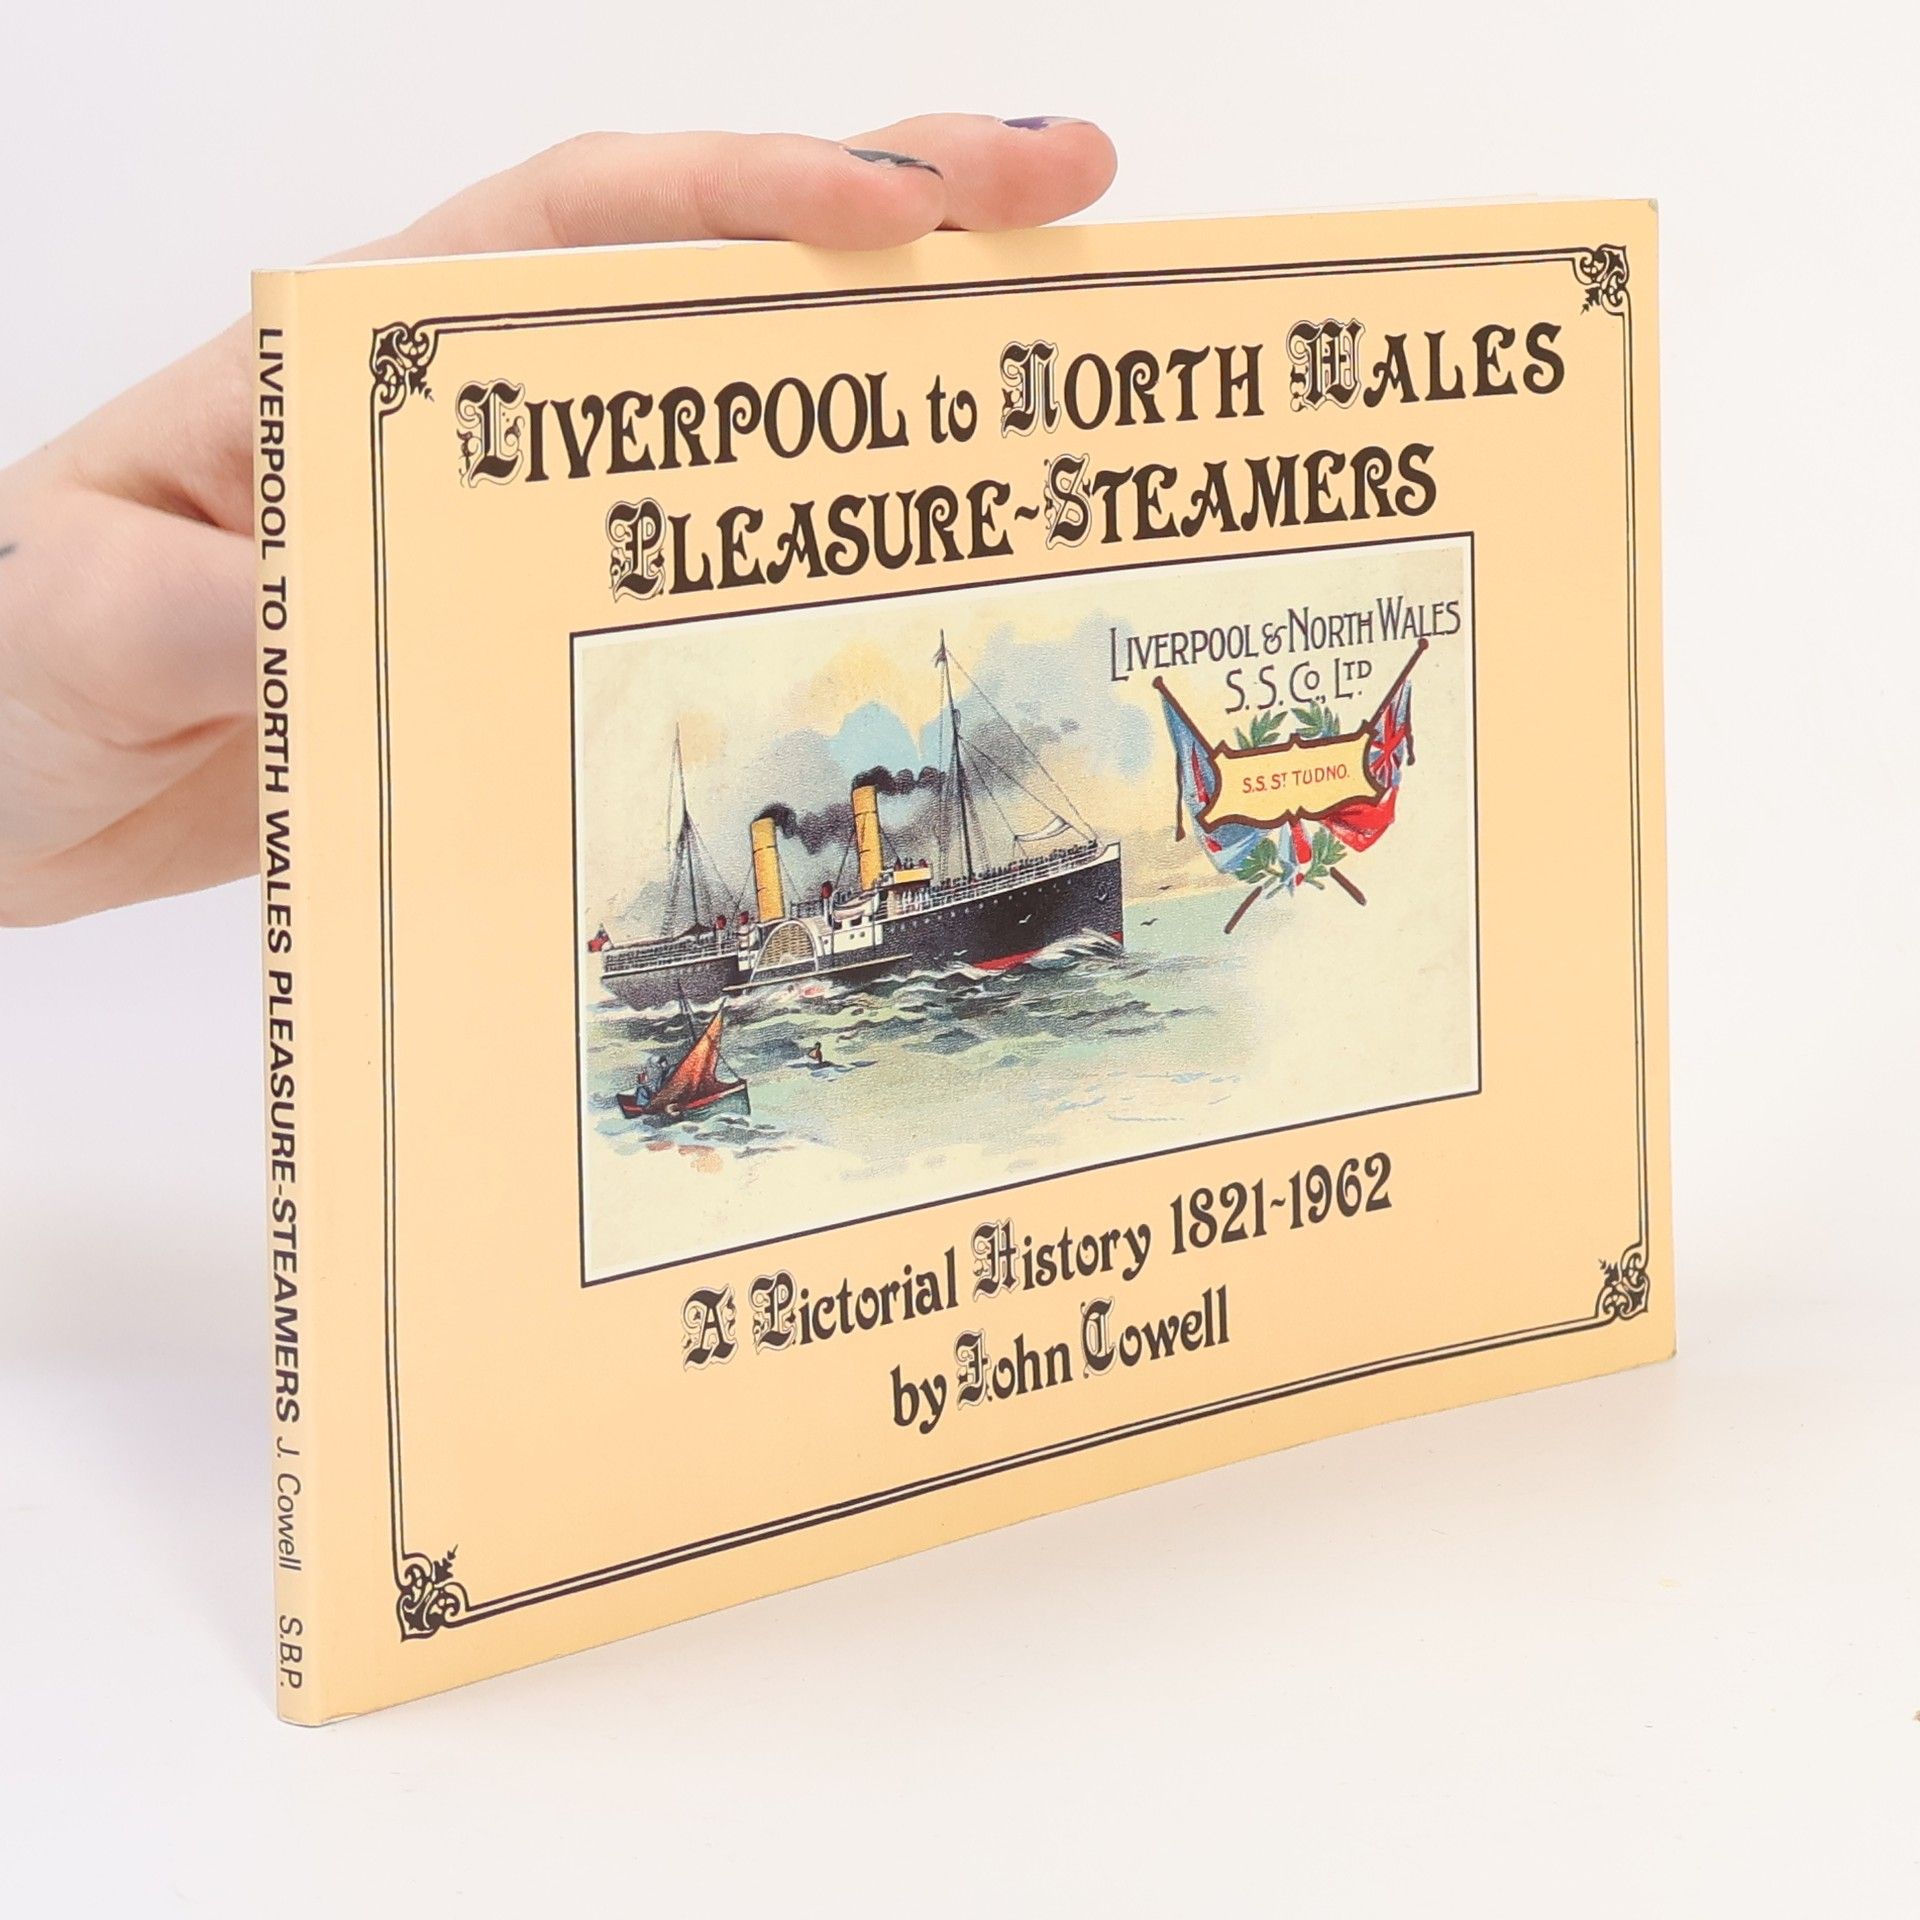 LIVERPOOL to NORTH WALES
PLEASURE~STEAMERS
LIVERPOOL & NORTH WALES
S. S. Co., LTD
S.S. ST TUDNO.
A Pictorial History 1821~1962
by John Cowell
LIVERPOOL TO NORTH WALES PLEASURE-STEAMERS J. Cowell S.B.P.